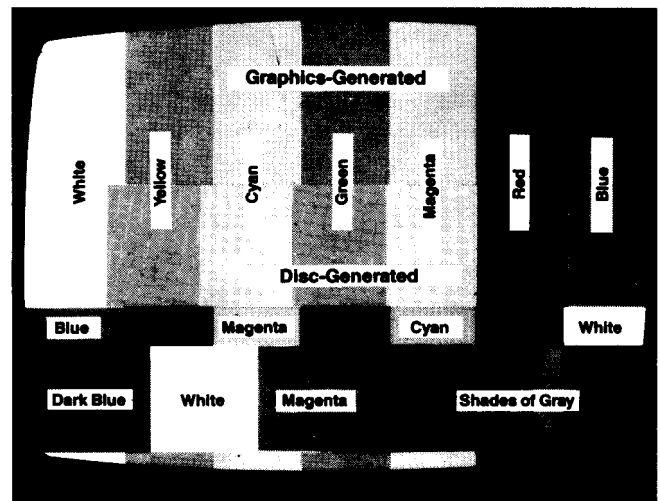 Graphics-Generated
White
Yellow
Cyan
Green
Magenta
Red
Blue
Disc-Generated
Blue
Magenta
Cyan
White
Dark Blue
White
Magenta
Shades of Gray